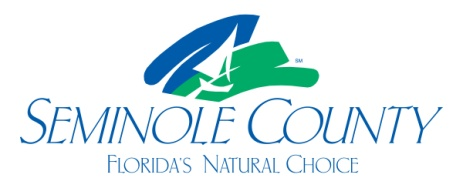 SM
SEMINOLE COUNTY
FLORIDA'S NATURAL CHOICE